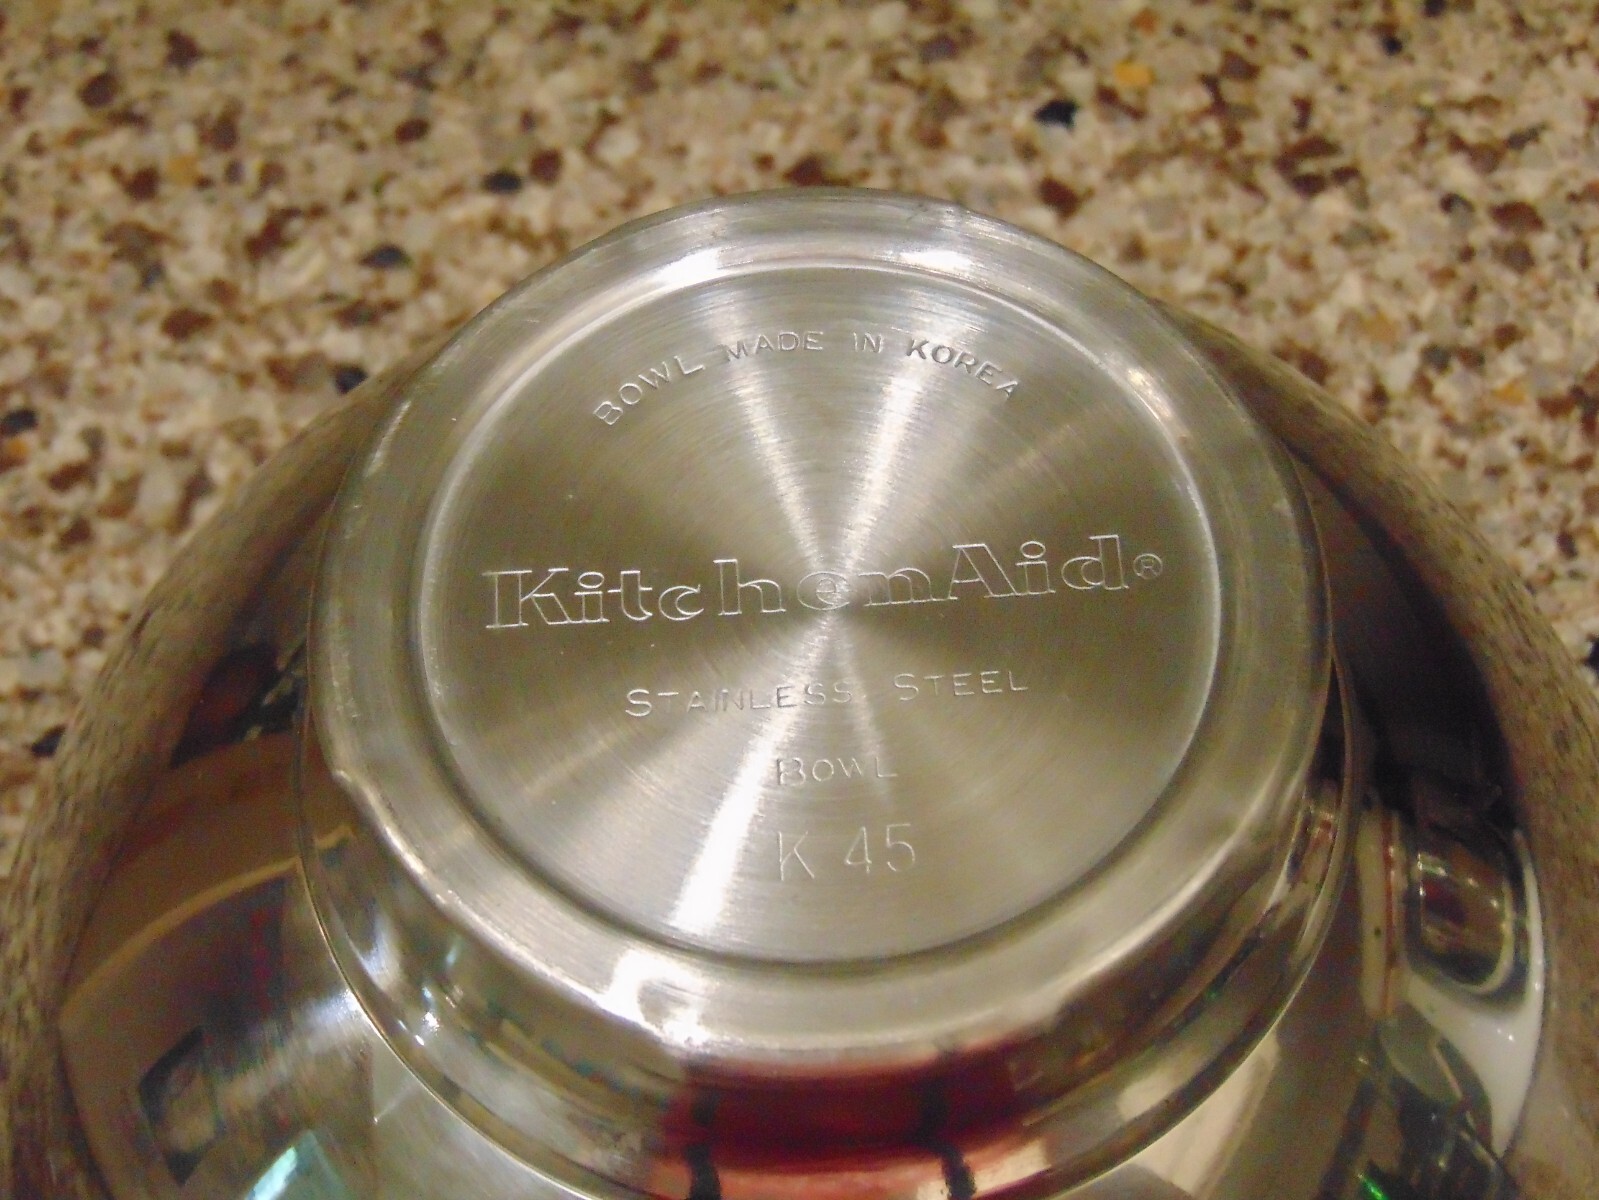 BOWL MADE IN KOREA
KitchenAid®
STAINLESS STEEL
BOWL
K 45